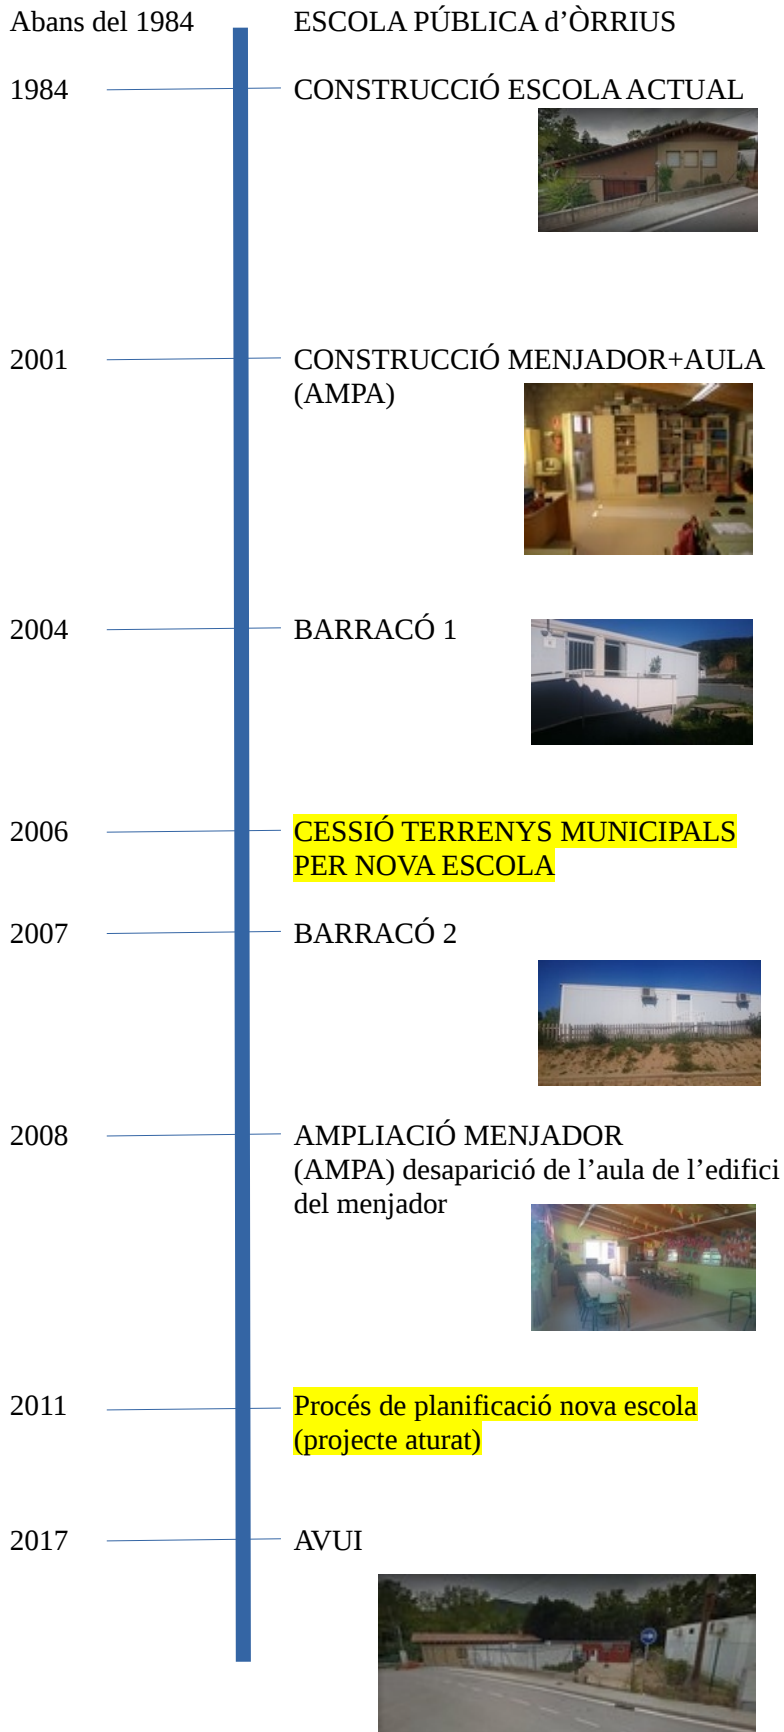 Abans del 1984 ESCOLA PÚBLICA d’ÒRRIUS
1984 CONSTRUCCIÓ ESCOLA ACTUAL
2001 CONSTRUCCIÓ MENJADOR+AULA
(AMPA)
2004 BARRACÓ 1
2006 CESSIÓ TERRENYS MUNICIPALS
PER NOVA ESCOLA
2007 BARRACÓ 2
2008 AMPLIACIÓ MENJADOR
(AMPA) desaparició de l’aula de l’edifici
del menjador
2011 Procés de planificació nova escola
(projecte aturat)
2017 AVUI